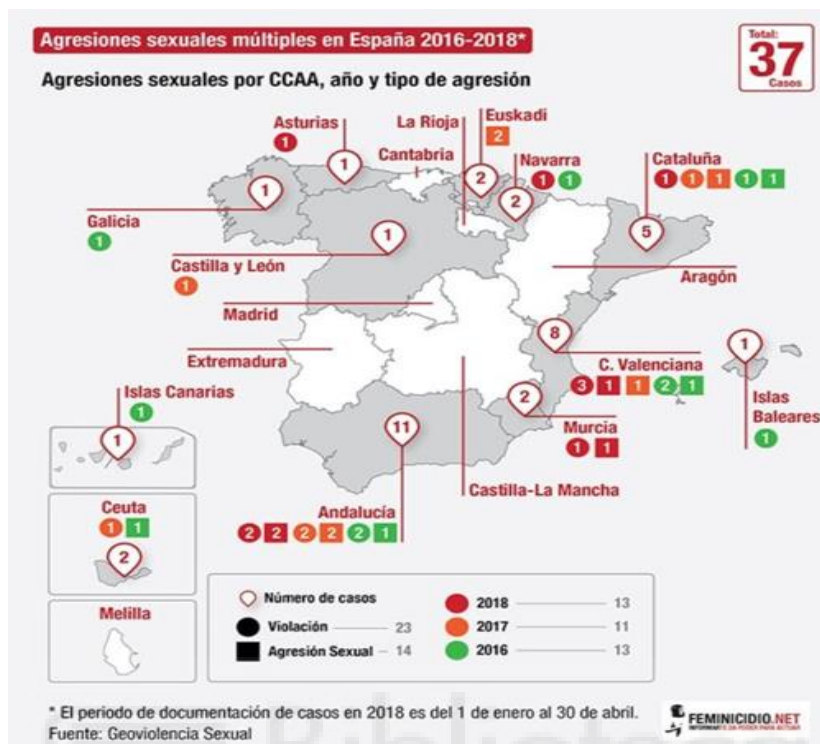 Agresiones sexuales múltiples en España 2016-2018*
Total:
37
Casos
Agresiones sexuales por CCAA, año y tipo de agresión
Asturias
1
La Rioja
Euskadi
2
Cantabria
Navarra
1 1
Cataluña
1 1 1 1 1
1
1
2
2
5
Galicia
1
1
Castilla y León
1
Aragón
Madrid
Extremadura
8
1
C. Valenciana
3 1 1 2 1
Islas Canarias
1
1
2
Islas
Baleares
1
Murcia
1 1
11
Castilla-La Mancha
Ceuta
1 1
2
Andalucía
2 2 2 2 2 1
Melilla
Número de casos
Violación 23
Agresión Sexual 14
2018 13
2017 11
2016 13
* El periodo de documentación de casos en 2018 es del 1 de enero al 30 de abril.
Fuente: Geoviolencia Sexual
FEMINICIDIO.NET